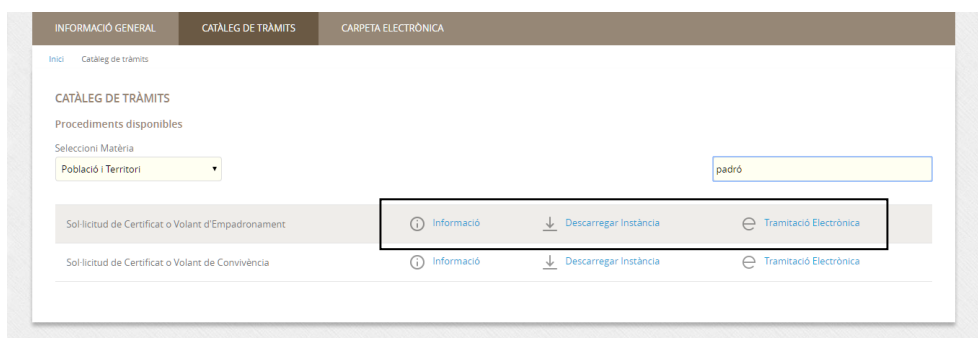 INFORMACIÓ GENERAL CATÀLEG DE TRÀMITS CARPETA ELECTRÒNICA
Inici Catàleg de tràmits
CATÀLEG DE TRÀMITS
Procediments disponibles
Seleccioni Matèria
Població i Territori padró
Sol·licitud de Certificat o Volant d'Empadronament Informació Descarregar Instància Tramitació Electrònica
Sol·licitud de Certificat o Volant de Convivència Informació Descarregar Instància Tramitació Electrònica